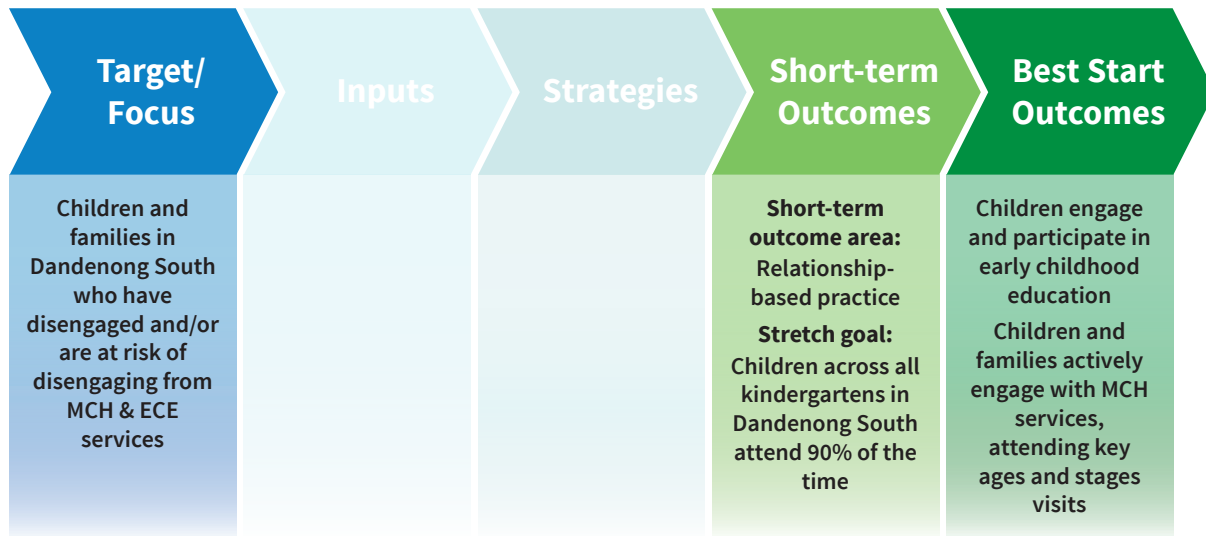 Target/
Focus
Inputs
Strategies
Short-term
Outcomes
Best Start
Outcomes
Children and
families in
Dandenong South
who have
disengaged and/or
are at risk of
disengaging from
MCH & ECE
services
Short-term
outcome area:
Relationship-
based practice
Stretch goal:
Children across all
kindergartens in
Dandenong South
attend 90% of the
time
Children engage
and participate in
early childhood
education
Children and
families actively
engage with MCH
services,
attending key
ages and stages
visits